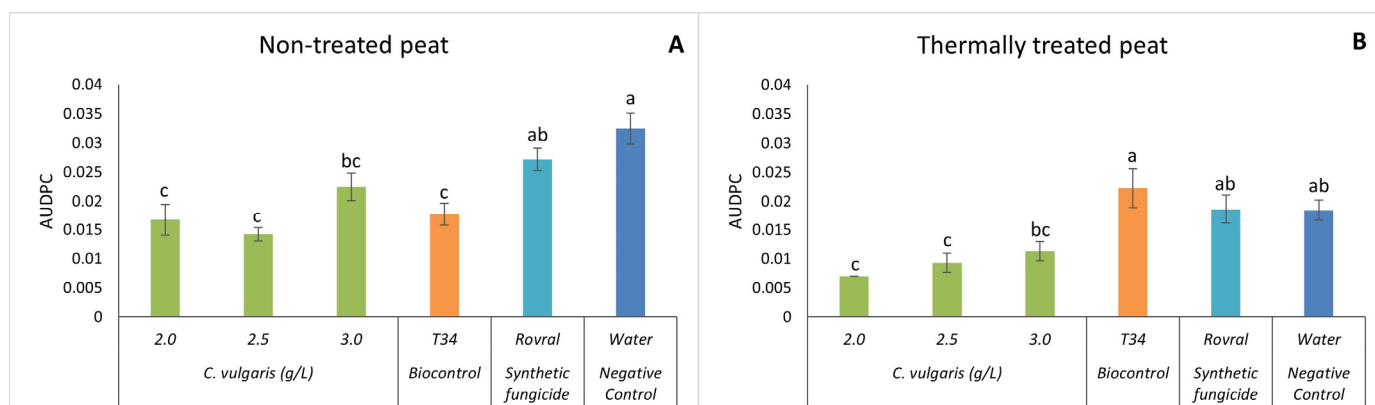 Non-treated peat
A
0.04
0.035
0.03
0.025
0.02
0.015
0.01
0.005
0
AUDPC
c
c
bc
c
ab
a
2.0
2.5
3.0
T34
Rovral
Water
C. vulgaris (g/L)
Biocontrol
Synthetic
fungicide
Negative
Control
Thermally treated peat
B
0.04
0.035
0.03
0.025
0.02
0.015
0.01
0.005
0
AUDPC
c
c
bc
a
ab
ab
2.0
2.5
3.0
T34
Rovral
Water
C. vulgaris (g/L)
Biocontrol
Synthetic
fungicide
Negative
Control